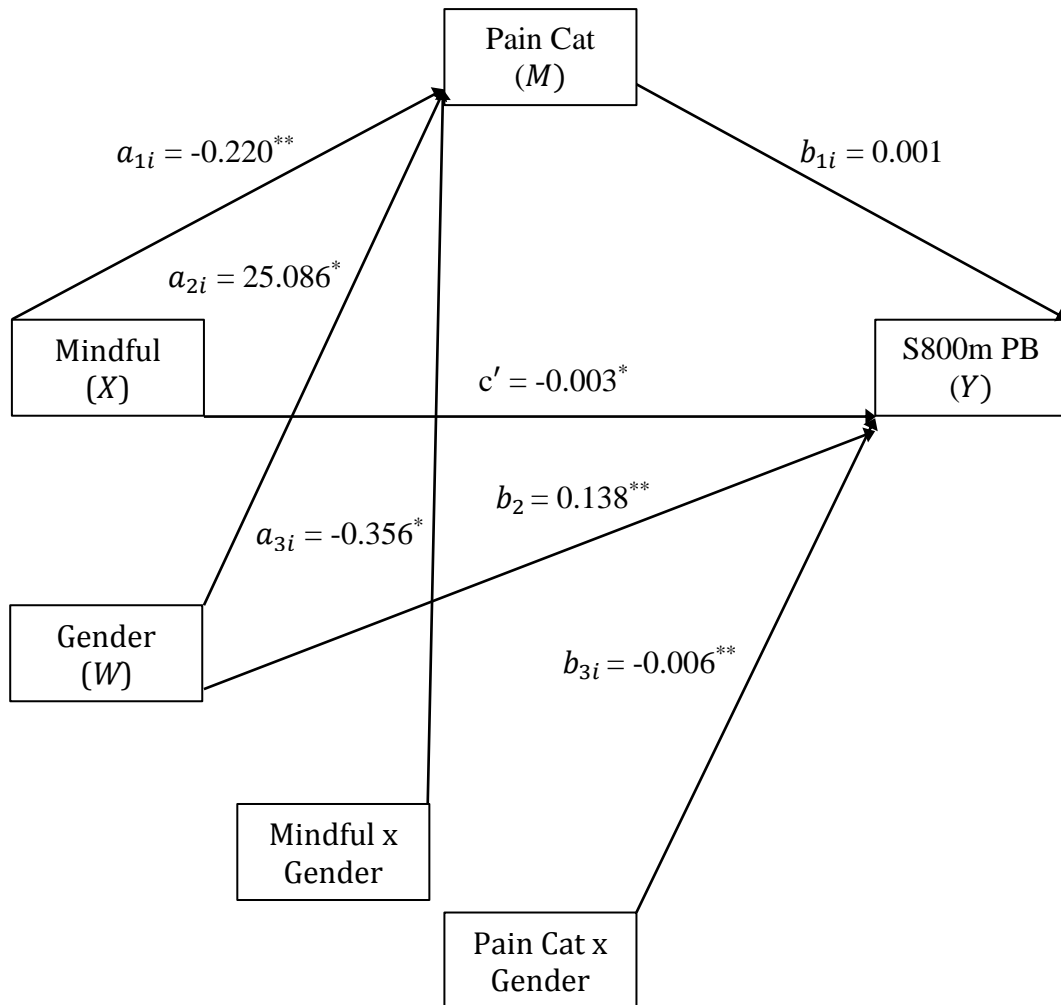 Pain Cat
(M)
a₁ᵢ = -0.220**
b₁ᵢ = 0.001
a₂ᵢ = 25.086*
Mindful
(X)
S800m PB
(Y)
c′ = -0.003*
b₂ = 0.138**
a₃ᵢ = -0.356*
Gender
(W)
b₃ᵢ = -0.006**
Mindful x
Gender
Pain Cat x
Gender